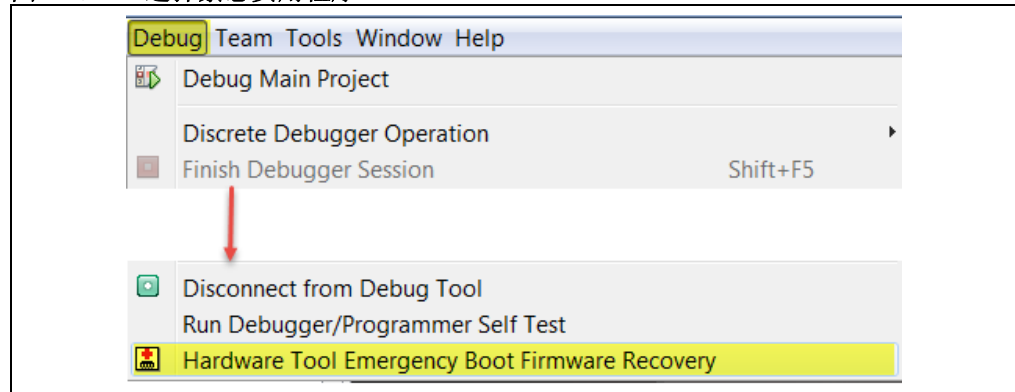 Debug Team Tools Window Help
Debug Main Project
Discrete Debugger Operation
Finish Debugger Session Shift+F5
Disconnect from Debug Tool
Run Debugger/Programmer Self Test
Hardware Tool Emergency Boot Firmware Recovery